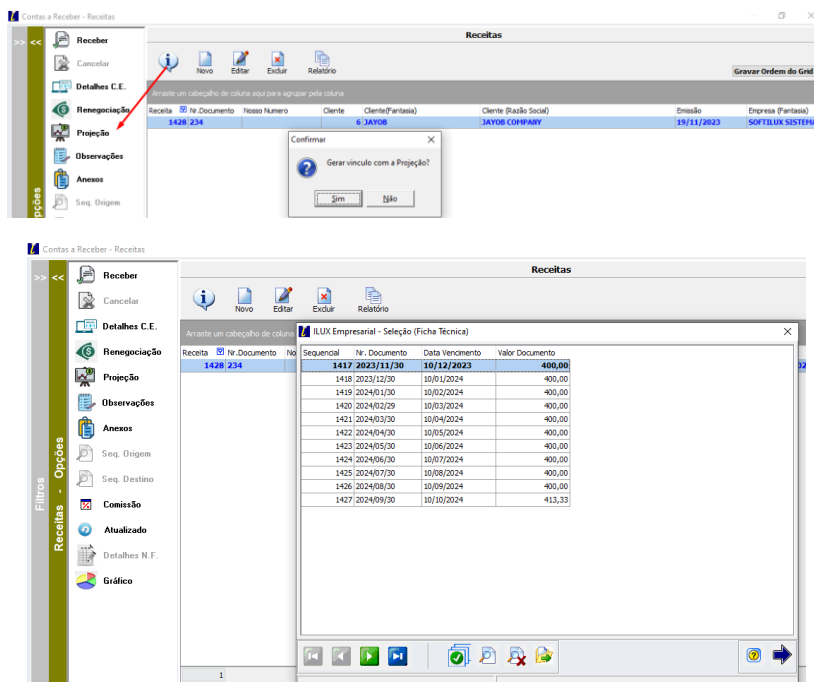 Contas a Receber - Receitas
>> <<
Receber
Cancelar
Detalhes C.E.
Renegociação
Projeção
Observações
Anexos
Seq. Origem
Receitas
Novo Editar Excluir Relatório
Gravar Ordem do Grid
Arraste um cabeçalho de coluna aqui para agrupar pela coluna
Receita Nr.Documento Nosso Numero Cliente Cliente(Fantasia) Cliente (Razão Social) Emissão Empresa (Fantasia)
1428 234 6 JAYOB JAYOB COMPANY 19/11/2023 SOFTILUX SISTEMA
Confirmar
Gerar vinculo com a Projeção?
Sim Não
Contas a Receber - Receitas
>> <<
Filtros
Receitas - Opções
Receber
Cancelar
Detalhes C.E.
Renegociação
Projeção
Observações
Anexos
Seq. Origem
Seq. Destino
Comissão
Atualizado
Detalhes N.F.
Gráfico
Receitas
Novo Editar Excluir Relatório
Arraste um cabeçalho de coluna
Receita Nr.Documento No
1428 234
1
ILUX Empresarial - Seleção (Ficha Técnica)
Sequencial Nr. Documento Data Vencimento Valor Documento
1417 2023/11/30 10/12/2023 400,00
1418 2023/12/30 10/01/2024 400,00
1419 2024/01/30 10/02/2024 400,00
1420 2024/02/29 10/03/2024 400,00
1421 2024/03/30 10/04/2024 400,00
1422 2024/04/30 10/05/2024 400,00
1423 2024/05/30 10/06/2024 400,00
1424 2024/06/30 10/07/2024 400,00
1425 2024/07/30 10/08/2024 400,00
1426 2024/08/30 10/09/2024 400,00
1427 2024/09/30 10/10/2024 413,33